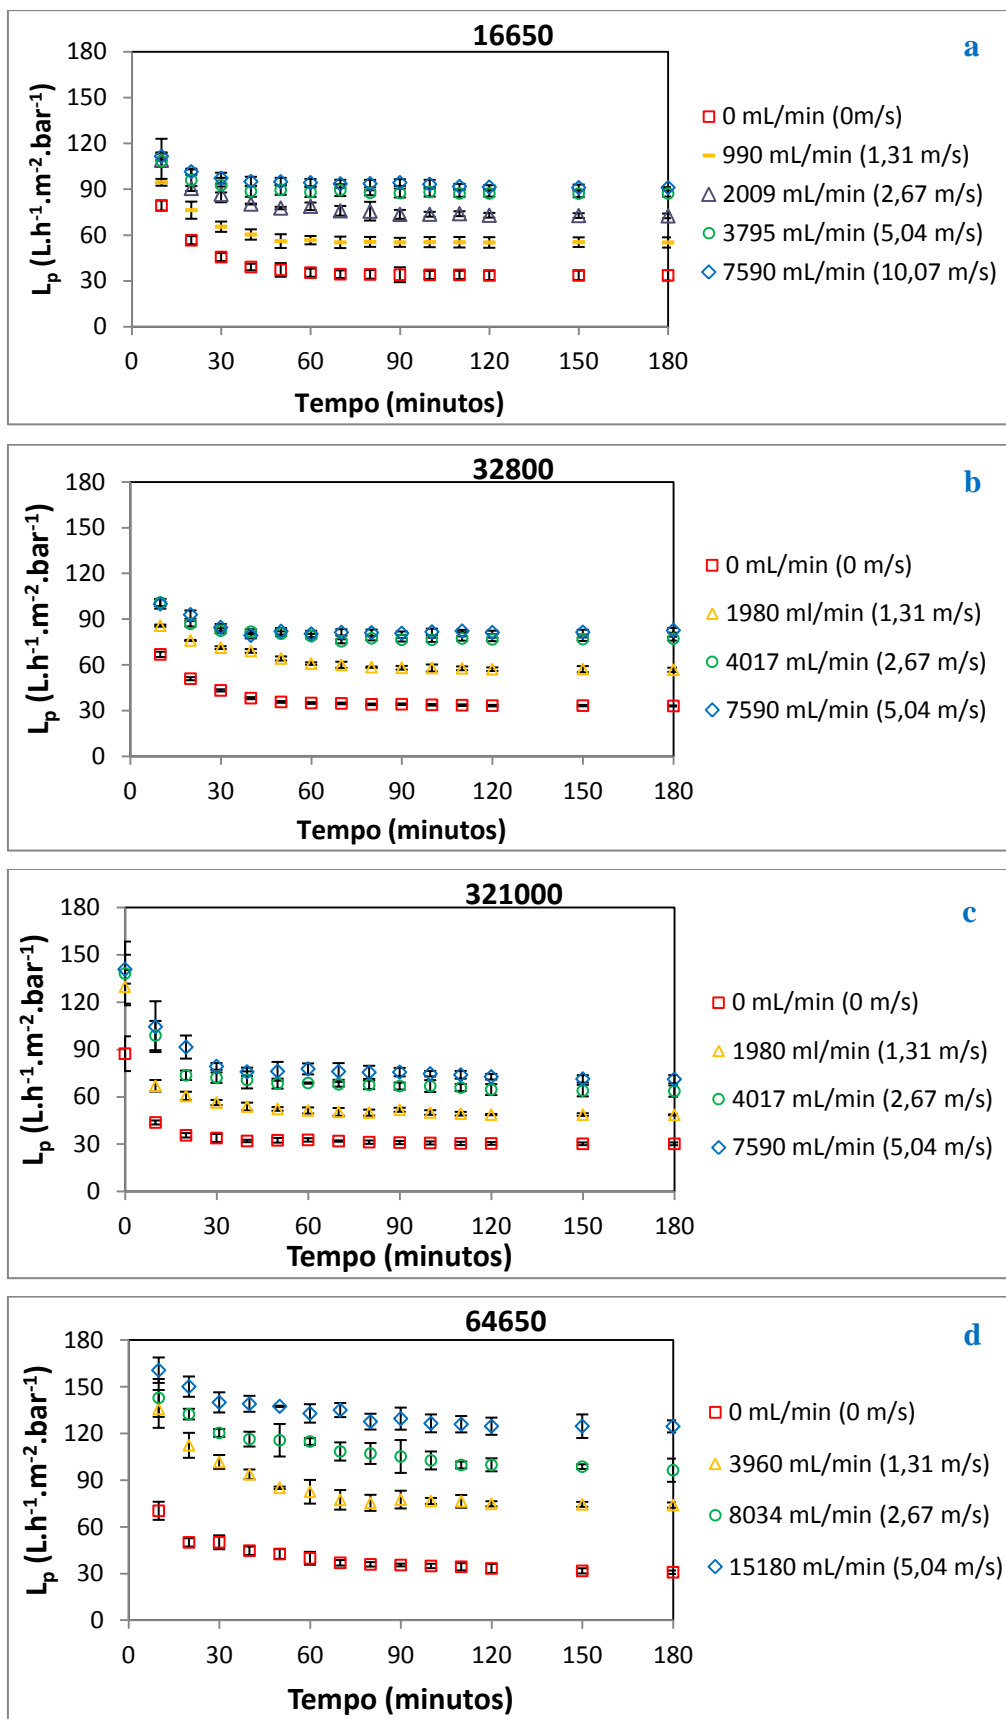 16650
a
180
150
120
90
60
30
0
0 30 60 90 120 150 180
Lp (L.h-1.m-2.bar-1)
Tempo (minutos)
0 mL/min (0m/s)
990 mL/min (1,31 m/s)
2009 mL/min (2,67 m/s)
3795 mL/min (5,04 m/s)
7590 mL/min (10,07 m/s)
32800
b
180
150
120
90
60
30
0
0 30 60 90 120 150 180
Lp (L.h-1.m-2.bar-1)
Tempo (minutos)
0 mL/min (0 m/s)
1980 ml/min (1,31 m/s)
4017 mL/min (2,67 m/s)
7590 mL/min (5,04 m/s)
321000
c
180
150
120
90
60
30
0
0 30 60 90 120 150 180
Lp (L.h-1.m-2.bar-1)
Tempo (minutos)
0 mL/min (0 m/s)
1980 ml/min (1,31 m/s)
4017 mL/min (2,67 m/s)
7590 mL/min (5,04 m/s)
64650
d
180
150
120
90
60
30
0
0 30 60 90 120 150 180
Lp (L.h-1.m-2.bar-1)
Tempo (minutos)
0 mL/min (0 m/s)
3960 mL/min (1,31 m/s)
8034 mL/min (2,67 m/s)
15180 mL/min (5,04 m/s)